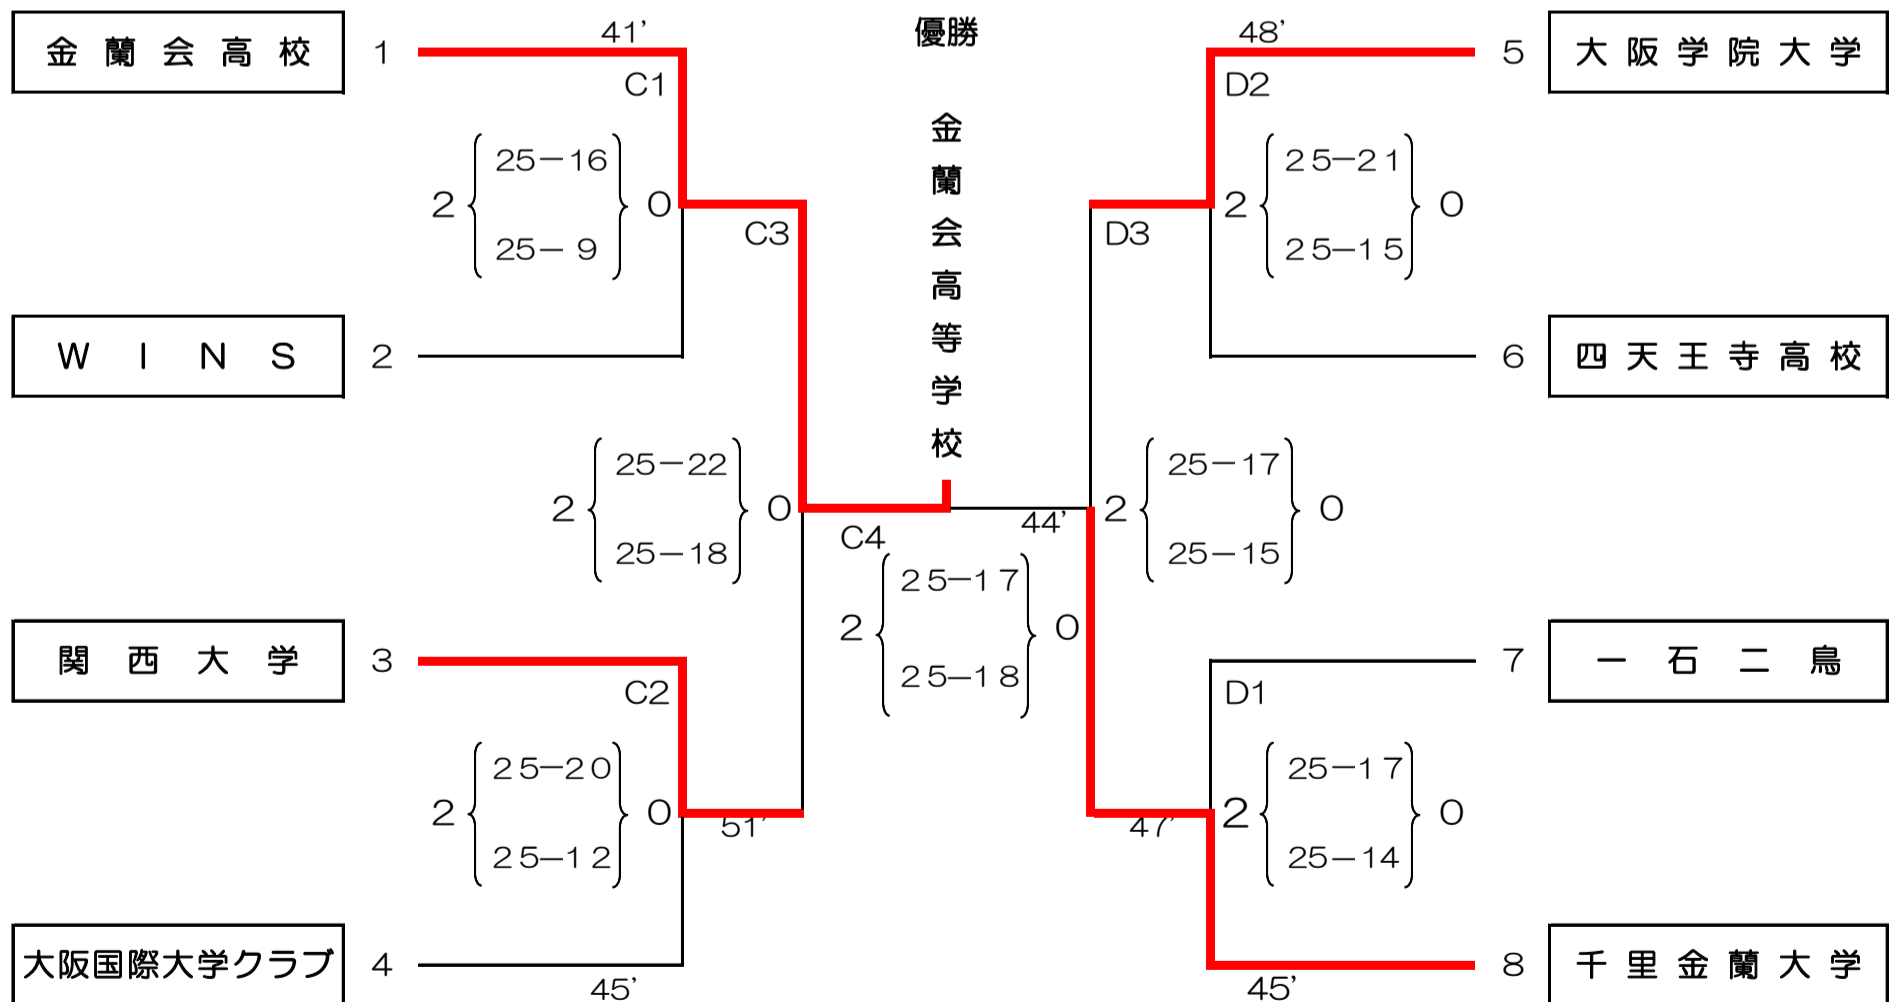 金蘭会高校 1 41’ 優勝 48’ 5 大阪学院大学
C1 D2
金蘭会高等学校
25－16
2 0
25－ 9
25－21
2 0
25－15
C3 D3
WINS 2 6 四天王寺高校
25－22
2 0
25－18
25－17
2 0
25－15
44’
C4
25－17
2 0
25－18
関西大学 3 7 一石二鳥
C2 D1
25－20
2 0
25－12
51’
25－17
2 0
25－14
47’
大阪国際大学クラブ 4 45’ 45’ 8 千里金蘭大学